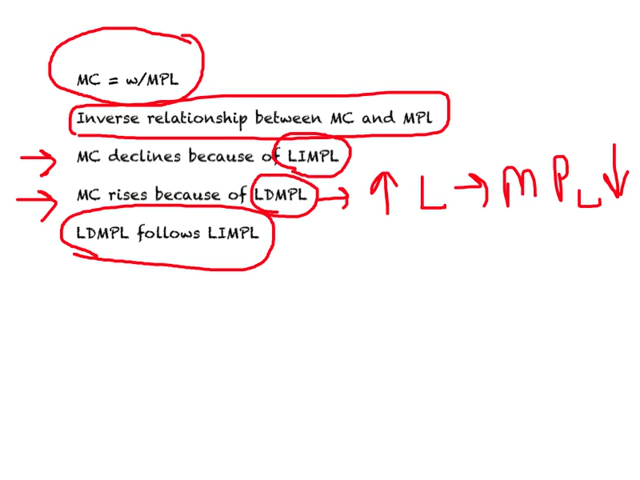 MC = w/MPL
Inverse relationship between MC and MPl
→ MC declines because of LIMPL
→ MC rises because of LDMPL → ↑ L → MPL ↓
LDMPL follows LIMPL